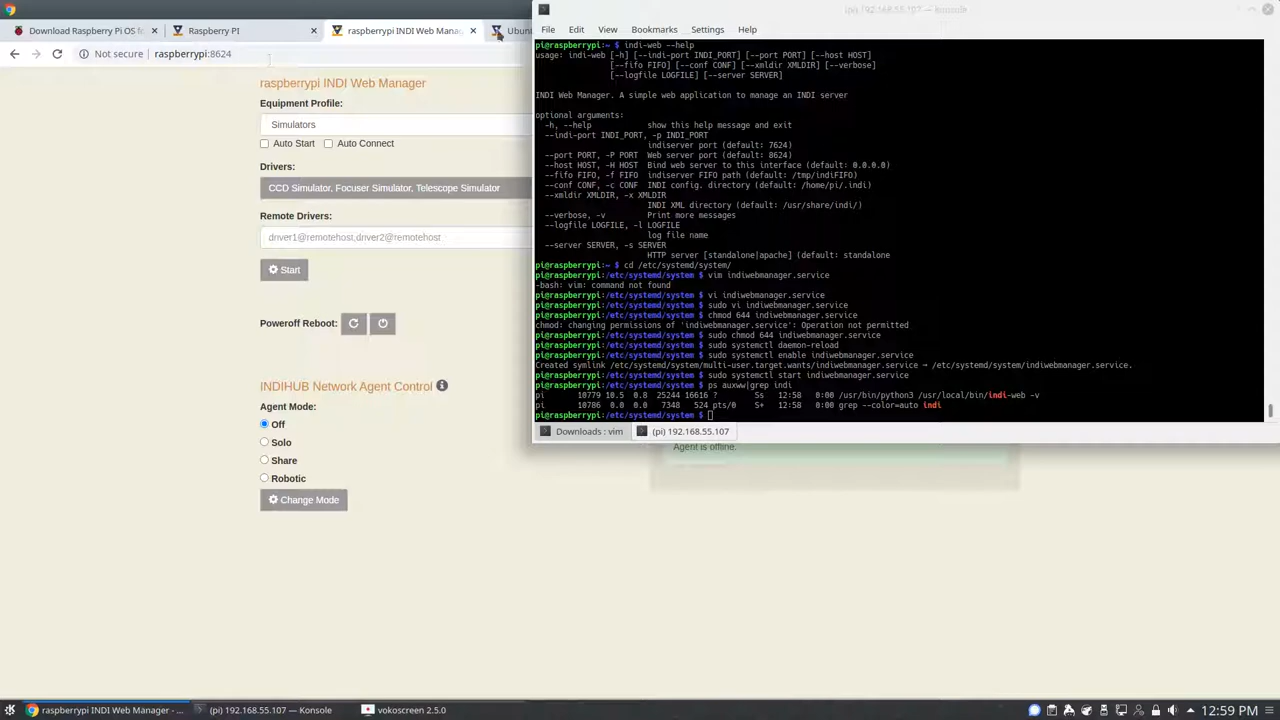 Download Raspberry Pi OS f
Raspberry PI
raspberrypi INDI Web Mana
Ubunt
Not secure
raspberrypi:8624
raspberrypi INDI Web Manager
Equipment Profile:
Simulators
Auto Start
Auto Connect
Drivers:
CCD Simulator, Focuser Simulator, Telescope Simulator
Remote Drivers:
driver1@remotehost,driver2@remotehost
Start
Poweroff Reboot:
INDIHUB Network Agent Control
Agent Mode:
Off
Solo
Share
Robotic
Change Mode
Agent is offline.
(pi) 192.168.55.107 — Konsole
File Edit View Bookmarks Settings Help
pi@raspberrypi:~ $ indi-web --help
usage: indi-web [-h] [--indi-port INDI_PORT] [--port PORT] [--host HOST]
[--fifo FIFO] [--conf CONF] [--xmldir XMLDIR] [--verbose]
[--logfile LOGFILE] [--server SERVER]
INDI Web Manager. A simple web application to manage an INDI server
optional arguments:
-h, --help show this help message and exit
--indi-port INDI_PORT, -p INDI_PORT
indiserver port (default: 7624)
--port PORT, -P PORT Web server port (default: 8624)
--host HOST, -H HOST Bind web server to this interface (default: 0.0.0.0)
--fifo FIFO, -f FIFO indiserver FIFO path (default: /tmp/indiFIFO)
--conf CONF, -c CONF INDI config. directory (default: /home/pi/.indi)
--xmldir XMLDIR, -x XMLDIR
INDI XML directory (default: /usr/share/indi/)
--verbose, -v Print more messages
--logfile LOGFILE, -l LOGFILE
log file name
--server SERVER, -s SERVER
HTTP server [standalone|apache] (default: standalone
pi@raspberrypi:~ $ cd /etc/systemd/system/
pi@raspberrypi:/etc/systemd/system $ vim indiwebmanager.service
-bash: vim: command not found
pi@raspberrypi:/etc/systemd/system $ vi indiwebmanager.service
pi@raspberrypi:/etc/systemd/system $ sudo vi indiwebmanager.service
pi@raspberrypi:/etc/systemd/system $ chmod 644 indiwebmanager.service
chmod: changing permissions of 'indiwebmanager.service': Operation not permitted
pi@raspberrypi:/etc/systemd/system $ sudo chmod 644 indiwebmanager.service
pi@raspberrypi:/etc/systemd/system $ sudo systemctl daemon-reload
pi@raspberrypi:/etc/systemd/system $ sudo systemctl enable indiwebmanager.service
Created symlink /etc/systemd/system/multi-user.target.wants/indiwebmanager.service → /etc/systemd/system/indiwebmanager.service.
pi@raspberrypi:/etc/systemd/system $ sudo systemctl start indiwebmanager.service
pi@raspberrypi:/etc/systemd/system $ ps auxww|grep indi
pi 10779 10.5 0.8 25244 16616 ? Ss 12:58 0:00 /usr/bin/python3 /usr/local/bin/indi-web -v
pi 10786 0.0 0.0 7348 524 pts/0 S+ 12:58 0:00 grep --color=auto indi
pi@raspberrypi:/etc/systemd/system $
Downloads : vim
(pi) 192.168.55.107
raspberrypi INDI Web Manager - ...
(pi) 192.168.55.107 — Konsole
vokoscreen 2.5.0
12:59 PM